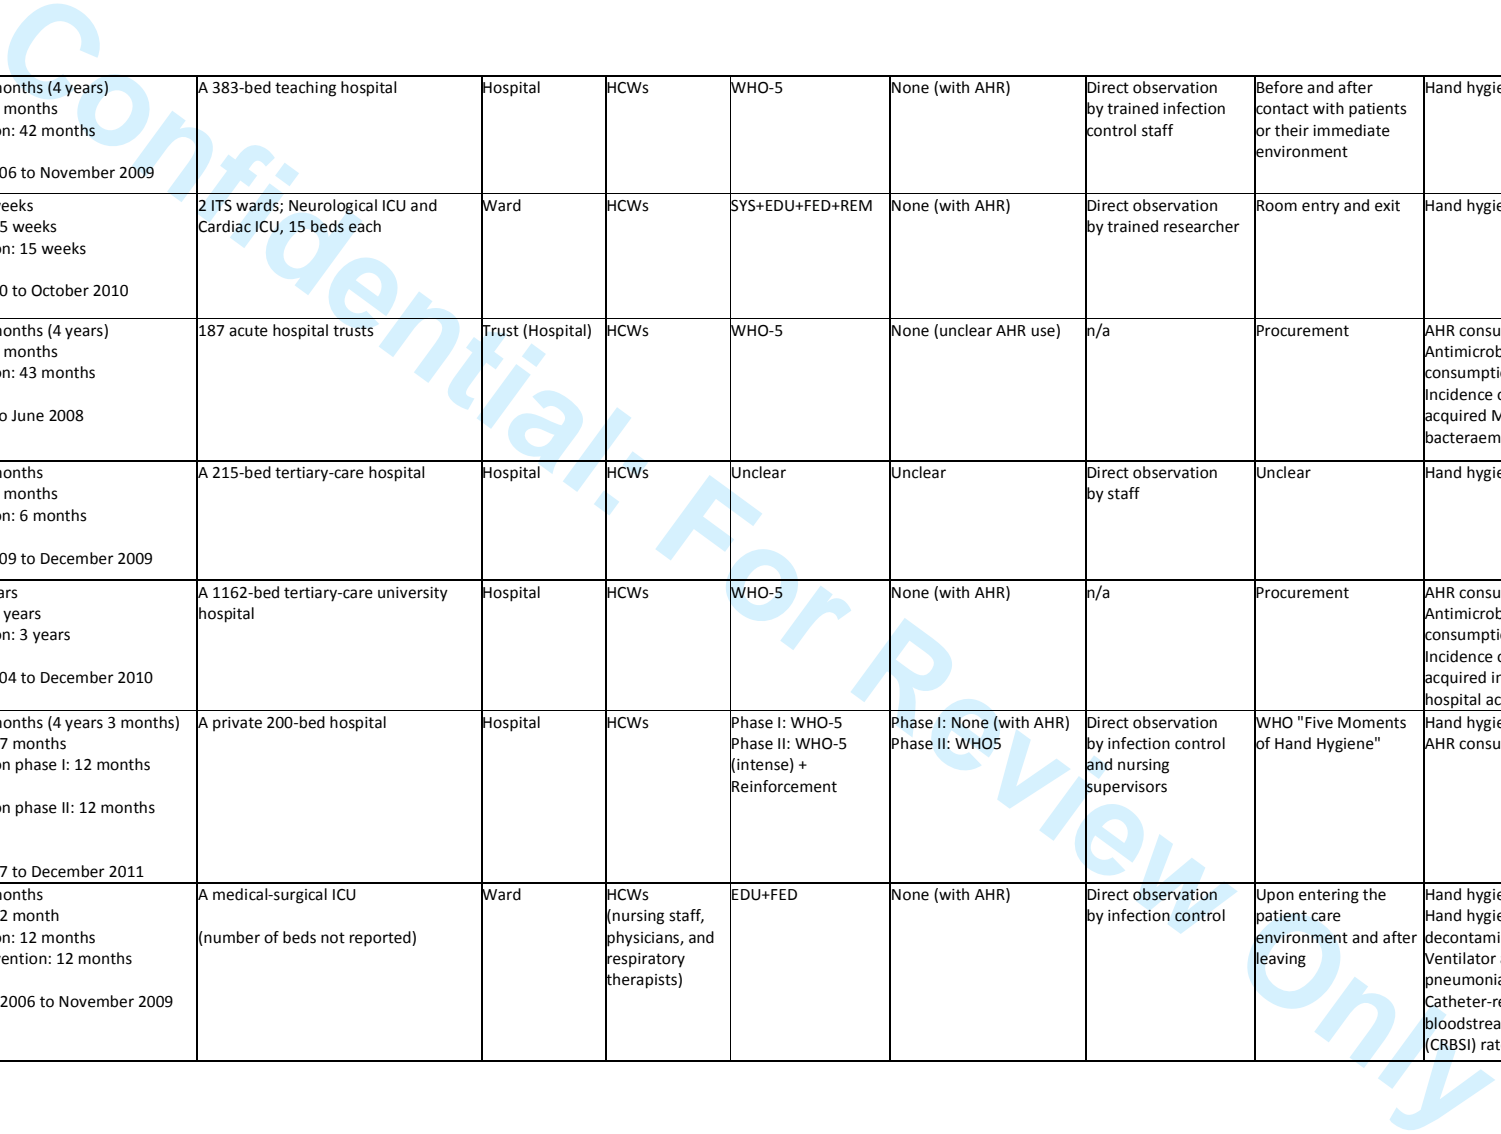 onths (4 years)
months
on: 42 months
06 to November 2009
A 383-bed teaching hospital
Hospital
HCWs
WHO-5
None (with AHR)
Direct observation
by trained infection
control staff
Before and after
contact with patients
or their immediate
environment
Hand hygie
eeks
5 weeks
on: 15 weeks
0 to October 2010
2 ITS wards; Neurological ICU and
Cardiac ICU, 15 beds each
Ward
HCWs
SYS+EDU+FED+REM
None (with AHR)
Direct observation
by trained researcher
Room entry and exit
Hand hygie
onths (4 years)
months
on: 43 months
o June 2008
187 acute hospital trusts
Trust (Hospital)
HCWs
WHO-5
None (unclear AHR use)
n/a
Procurement
AHR consu
Antimicrob
consumpti
Incidence
acquired M
bacteraem
onths
months
on: 6 months
09 to December 2009
A 215-bed tertiary-care hospital
Hospital
HCWs
Unclear
Unclear
Direct observation
by staff
Unclear
Hand hygie
ars
years
on: 3 years
04 to December 2010
A 1162-bed tertiary-care university
hospital
Hospital
HCWs
WHO-5
None (with AHR)
n/a
Procurement
AHR consu
Antimicrob
consumpti
Incidence
acquired in
hospital ac
onths (4 years 3 months)
7 months
on phase I: 12 months
on phase II: 12 months
7 to December 2011
A private 200-bed hospital
Hospital
HCWs
Phase I: WHO-5
Phase II: WHO-5
(intense) +
Reinforcement
Phase I: None (with AHR)
Phase II: WHO5
Direct observation
by infection control
and nursing
supervisors
WHO "Five Moments
of Hand Hygiene"
Hand hygie
AHR consu
onths
2 month
on: 12 months
ention: 12 months
2006 to November 2009
A medical-surgical ICU
(number of beds not reported)
Ward
HCWs
(nursing staff,
physicians, and
respiratory
therapists)
EDU+FED
None (with AHR)
Direct observation
by infection control
Upon entering the
patient care
environment and after
leaving
Hand hygie
Hand hygie
decontami
Ventilator
pneumonia
Catheter-re
bloodstrea
(CRBSI) rat
Confidential: For Review Only